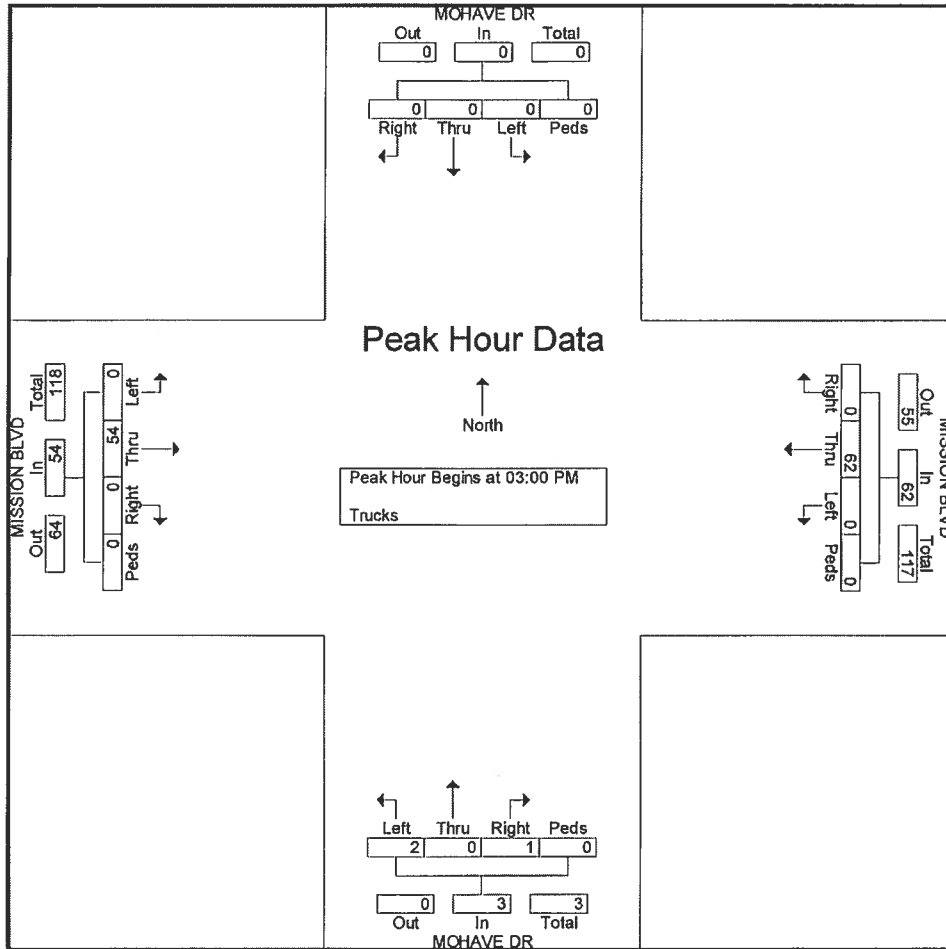 MOHAVE DR
Out In Total
0 0 0
0 0 0 0
Right Thru Left Peds
Peak Hour Data
North
Peak Hour Begins at 03:00 PM
Trucks
MISSION BLVD
Out In Total
64 54 118
Left Thru Right Peds
0 54 0 0
MISSION BLVD
Out In Total
55 62 117
Right Thru Left Peds
0 62 0 0
Left Thru Right Peds
2 0 1 0
0 3 3
Out In Total
MOHAVE DR